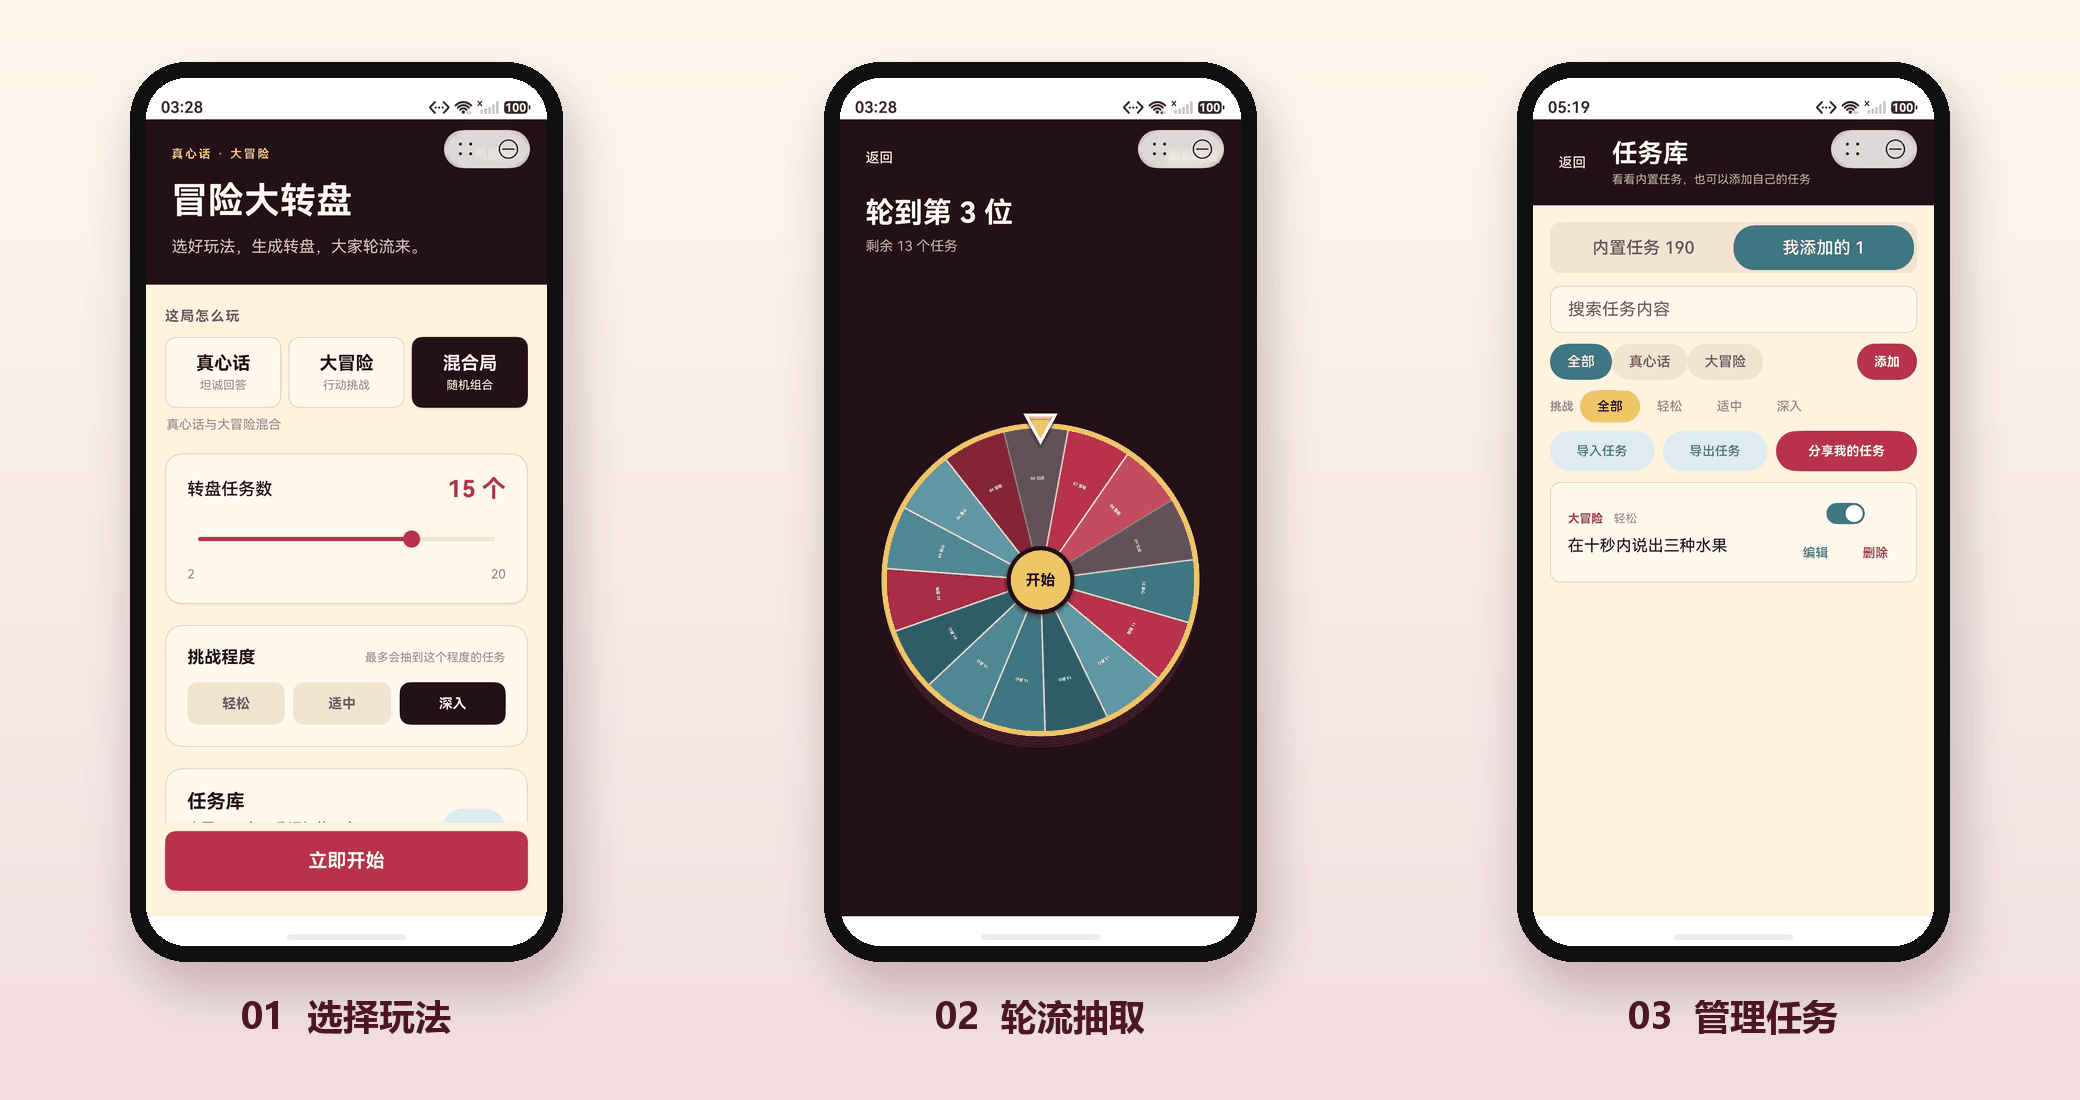 03:28
100
真心话 · 大冒险
冒险大转盘
选好玩法，生成转盘，大家轮流来。
这局怎么玩
真心话
坦诚回答
大冒险
行动挑战
混合局
随机组合
真心话与大冒险混合
转盘任务数
15 个
2
20
挑战程度
最多会抽到这个程度的任务
轻松
适中
深入
任务库
立即开始
01 选择玩法
03:28
100
返回
轮到第 3 位
剩余 13 个任务
开始
02 轮流抽取
05:19
100
返回
任务库
看看内置任务，也可以添加自己的任务
内置任务 190
我添加的 1
搜索任务内容
全部
真心话
大冒险
添加
挑战
全部
轻松
适中
深入
导入任务
导出任务
分享我的任务
大冒险 轻松
在十秒内说出三种水果
编辑
删除
03 管理任务